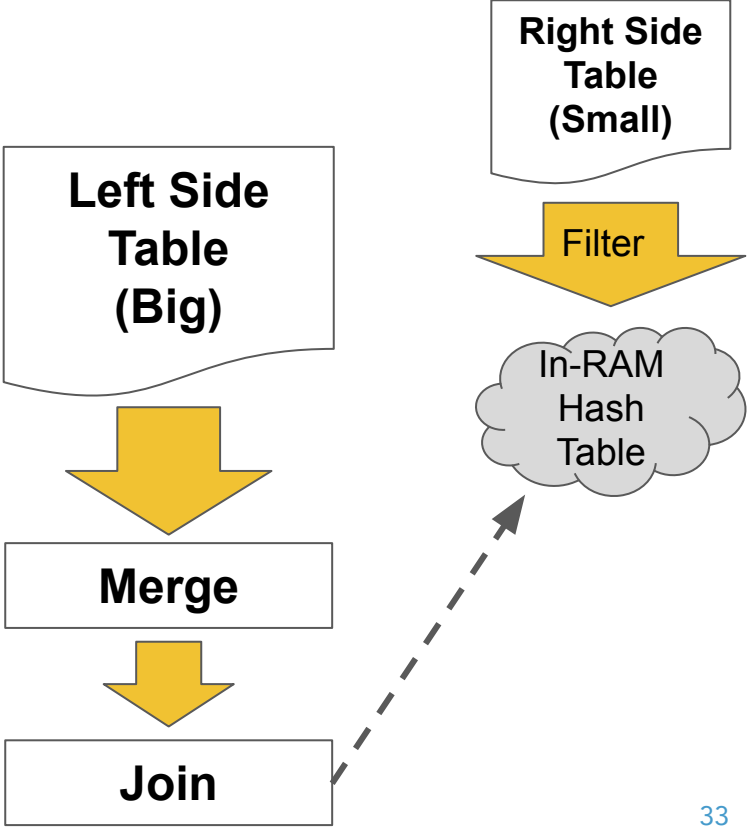 Right Side
Table
(Small)
Left Side
Table
(Big)
Filter
In-RAM
Hash
Table
Merge
Join
33